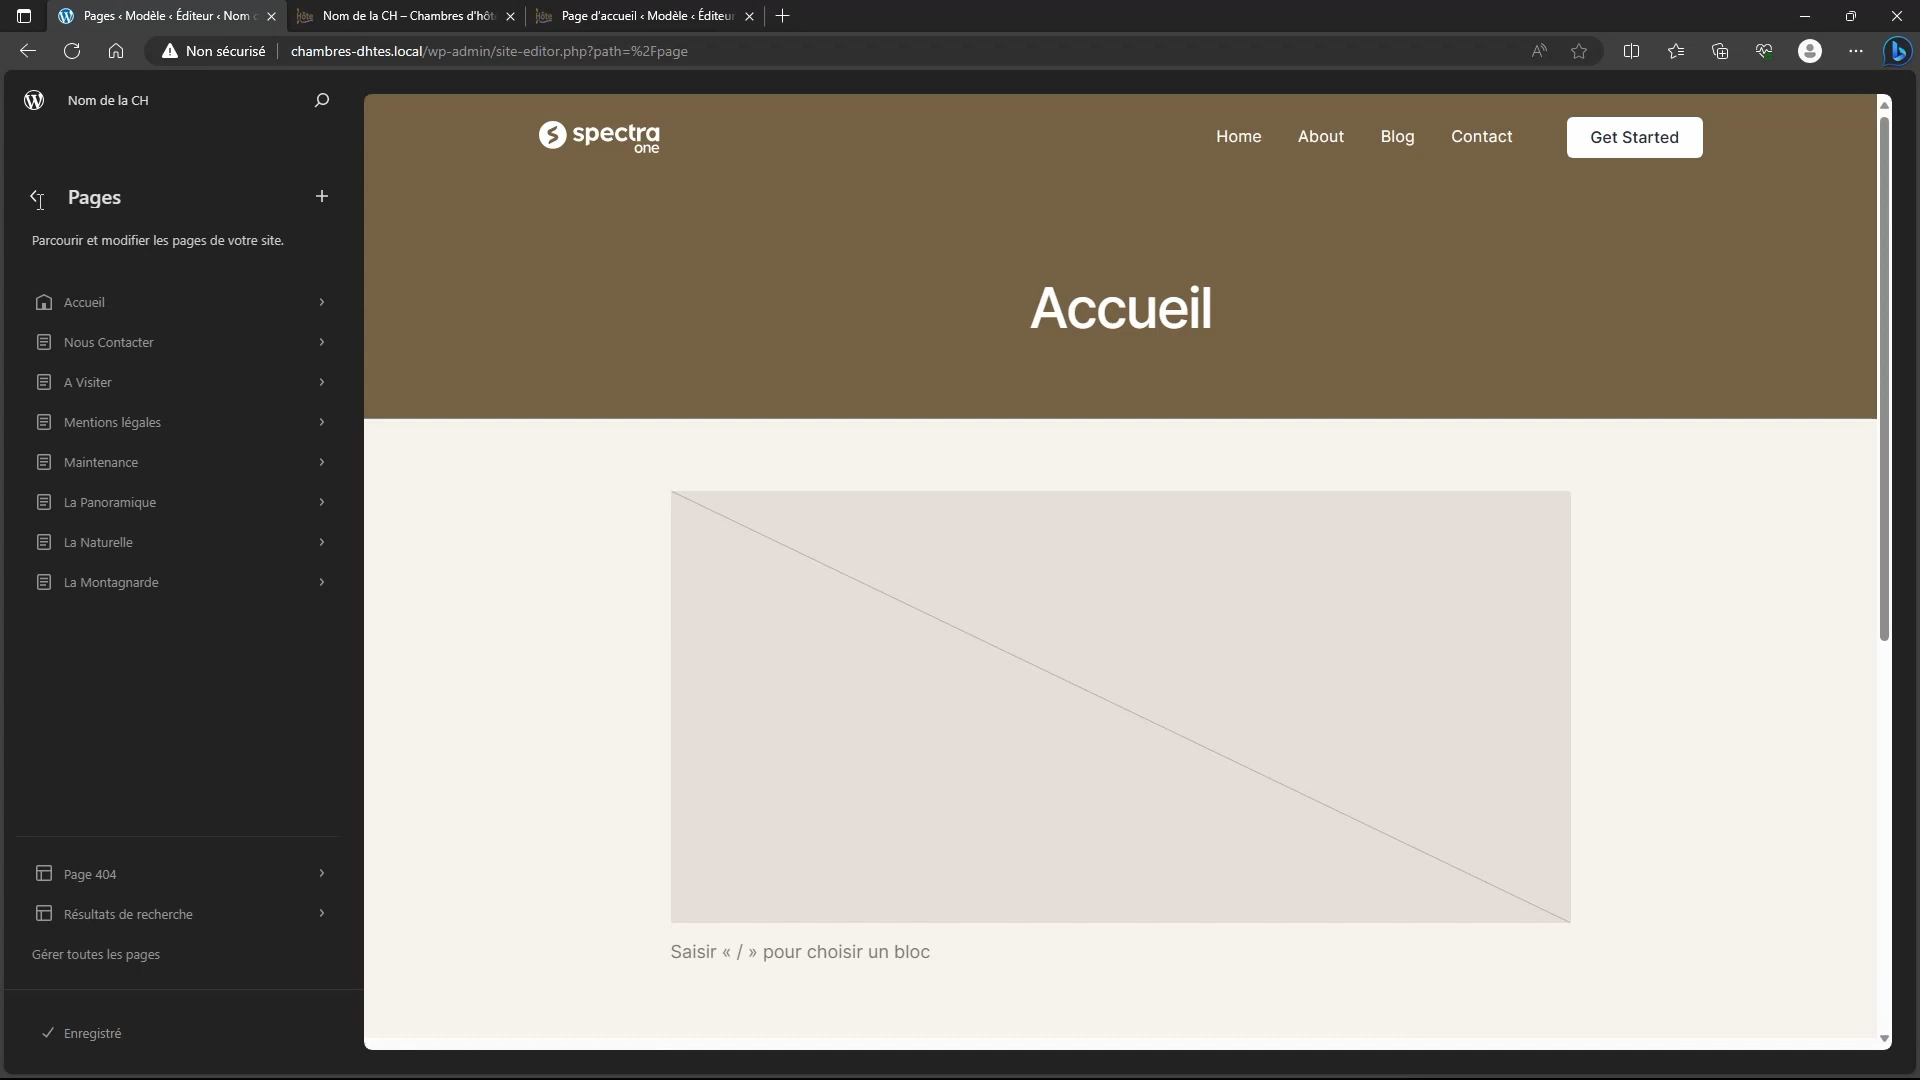 Pages ‹ Modèle ‹ Éditeur ‹ Nom
Nom de la CH – Chambres d'hôt
Page d'accueil ‹ Modèle ‹ Éditeur
Non sécurisé
chambres-dhtes.local/wp-admin/site-editor.php?path=%2Fpage
Nom de la CH
Pages
Parcourir et modifier les pages de votre site.
Accueil
Nous Contacter
A Visiter
Mentions légales
Maintenance
La Panoramique
La Naturelle
La Montagnarde
Page 404
Résultats de recherche
Gérer toutes les pages
Enregistré
spectra
one
Home
About
Blog
Contact
Get Started
Accueil
Saisir « / » pour choisir un bloc